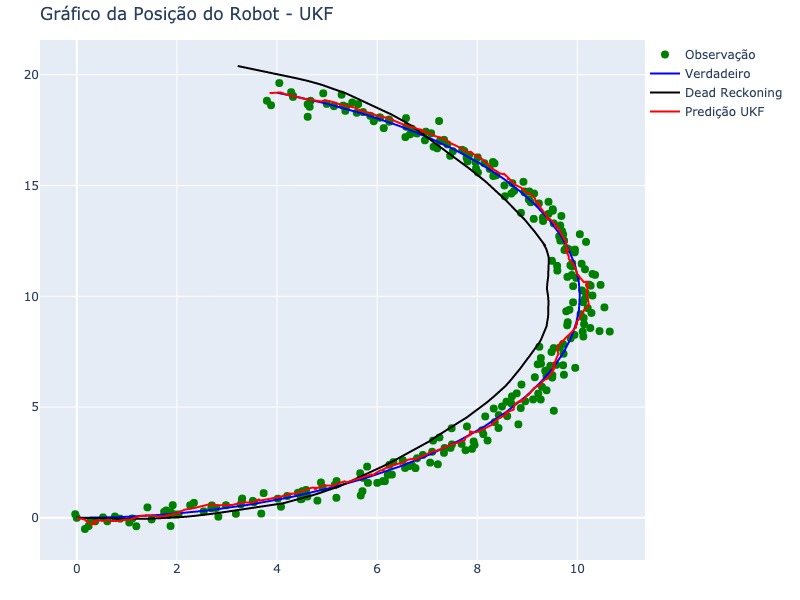 Gráfico da Posição do Robot - UKF
Observação
Verdadeiro
Dead Reckoning
Predição UKF
20
15
10
5
0
0 2 4 6 8 10